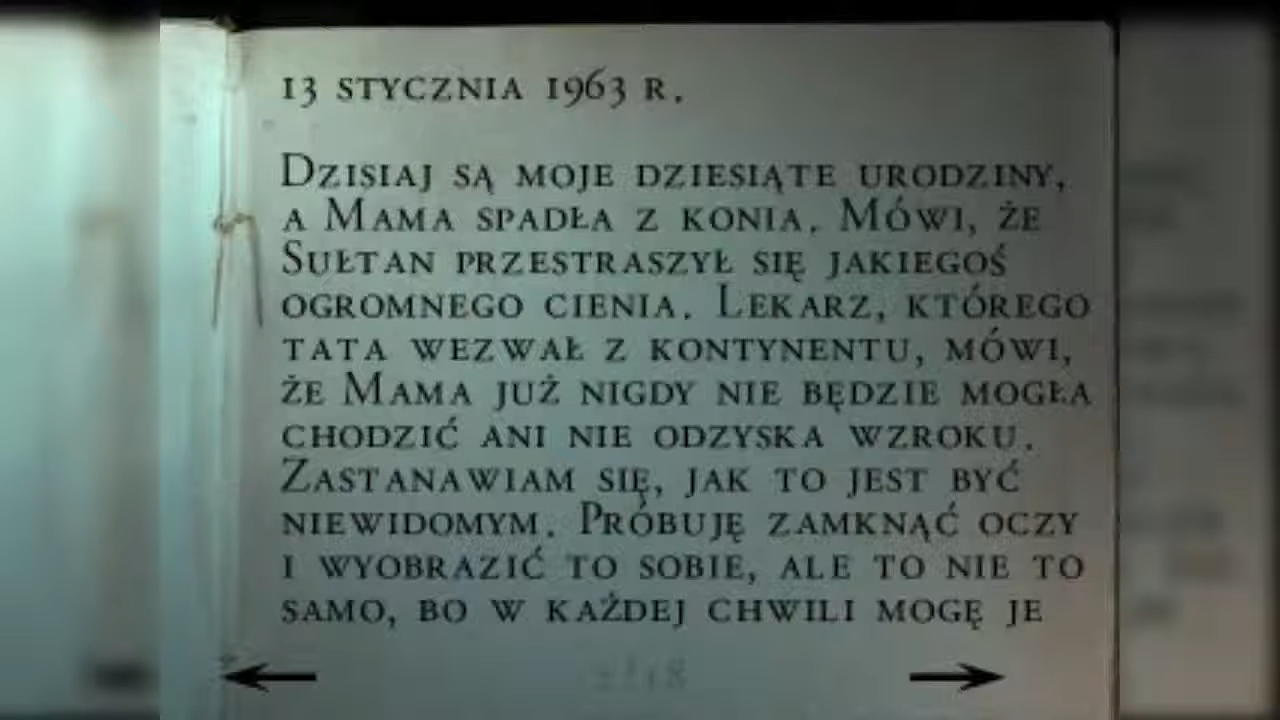 13 STYCZNIA 1963 R.
DZISIAJ SĄ MOJE DZIESIĄTE URODZINY,
A MAMA SPADŁA Z KONIA. MÓWI, ŻE
SUŁTAN PRZESTRASZYŁ SIĘ JAKIEGOŚ
OGROMNEGO CIENIA. LEKARZ, KTÓREGO
TATA WEZWAŁ Z KONTYNENTU, MÓWI,
ŻE MAMA JUŻ NIGDY NIE BĘDZIE MOGŁA
CHODZIĆ ANI NIE ODZYSKA WZROKU.
ZASTANAWIAM SIĘ, JAK TO JEST BYĆ
NIEWIDOMYM. PRÓBUJĘ ZAMKNĄĆ OCZY
I WYOBRAZIĆ TO SOBIE, ALE TO NIE TO
SAMO, BO W KAŻDEJ CHWILI MOGĘ JE